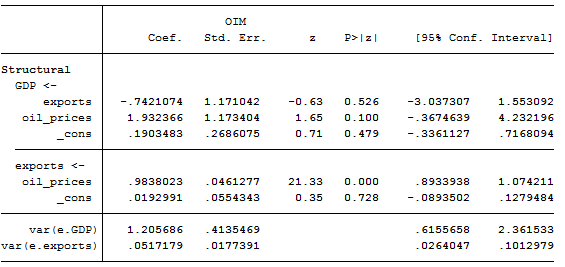 OIM
Coef. Std. Err. z P>|z| [95% Conf. Interval]
Structural
GDP <-
exports -.7421074 1.171042 -0.63 0.526 -3.037307 1.553092
oil_prices 1.932366 1.173404 1.65 0.100 -.3674639 4.232196
_cons .1903483 .2686075 0.71 0.479 -.3361127 .7168094
exports <-
oil_prices .9838023 .0461277 21.33 0.000 .8933938 1.074211
_cons .0192991 .0554343 0.35 0.728 -.0893502 .1279484
var(e.GDP) 1.205686 .4135469 .6155658 2.361533
var(e.exports) .0517179 .0177391 .0264047 .1012979